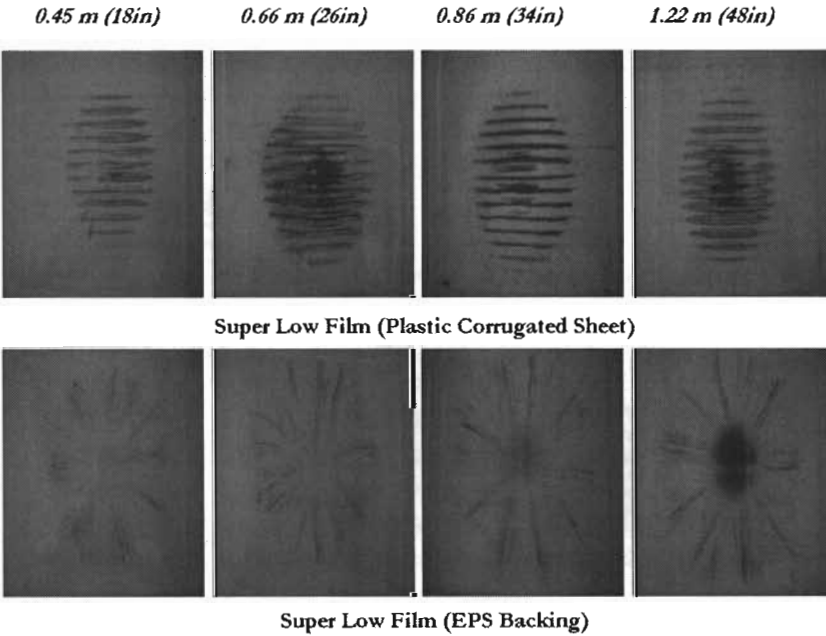 0.45 m (18in) 0.66 m (26in) 0.86 m (34in) 1.22 m (48in)
Super Low Film (Plastic Corrugated Sheet)
Super Low Film (EPS Backing)